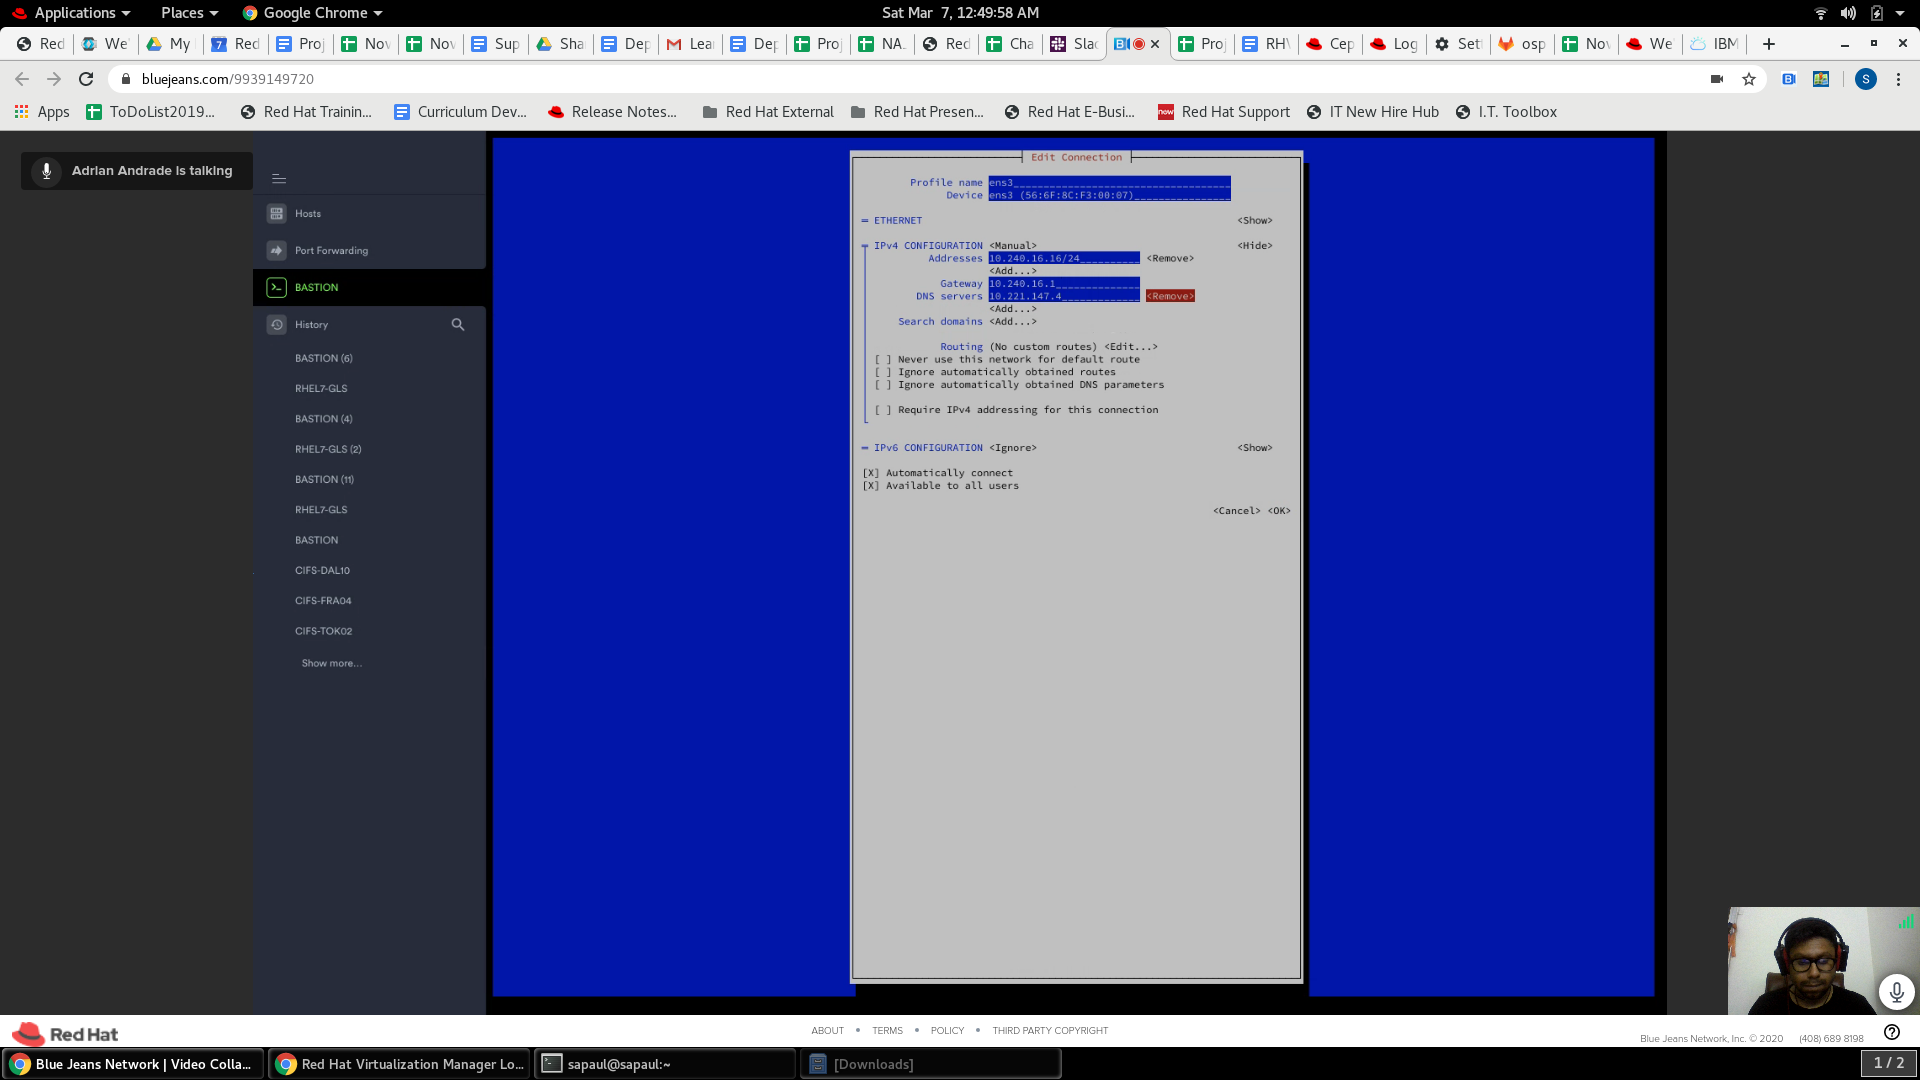 Applications
Places
Google Chrome
Sat Mar 7, 12:49:58 AM
Red
We
My
7
Red
Proj
Nov
Nov
Sup
Sha
Dep
Lea
Dep
Proj
NA
Red
Cha
Slac
B
Proj
RHV
Cep
Log
Sett
osp
Nov
We
IBM
bluejeans.com/9939149720
S
Apps
ToDoList2019...
Red Hat Trainin...
Curriculum Dev...
Release Notes...
Red Hat External
Red Hat Presen...
Red Hat E-Busi...
now
Red Hat Support
IT New Hire Hub
I.T. Toolbox
Adrian Andrade is talking
Hosts
Port Forwarding
BASTION
History
BASTION (6)
RHEL7-GLS
BASTION (4)
RHEL7-GLS (2)
BASTION (11)
RHEL7-GLS
BASTION
CIFS-DAL10
CIFS-FRA04
CIFS-TOK02
Show more...
Edit Connection
Profile name ens3
Device ens3 (56:6F:8C:F3:00:07)
═ ETHERNET <Show>
IPv4 CONFIGURATION <Manual> <Hide>
Addresses 10.240.16.16/24 <Remove>
<Add...>
Gateway 10.240.16.1
DNS servers 10.221.147.4 <Remove>
<Add...>
Search domains <Add...>
Routing (No custom routes) <Edit...>
[ ] Never use this network for default route
[ ] Ignore automatically obtained routes
[ ] Ignore automatically obtained DNS parameters
[ ] Require IPv4 addressing for this connection
═ IPv6 CONFIGURATION <Ignore> <Show>
[X] Automatically connect
[X] Available to all users
<Cancel> <OK>
Red Hat
ABOUT • TERMS • POLICY • THIRD PARTY COPYRIGHT
Blue Jeans Network, Inc. © 2020 (408) 689 8198
Blue Jeans Network | Video Colla...
Red Hat Virtualization Manager Lo...
sapaul@sapaul:~
[Downloads]
1 / 2